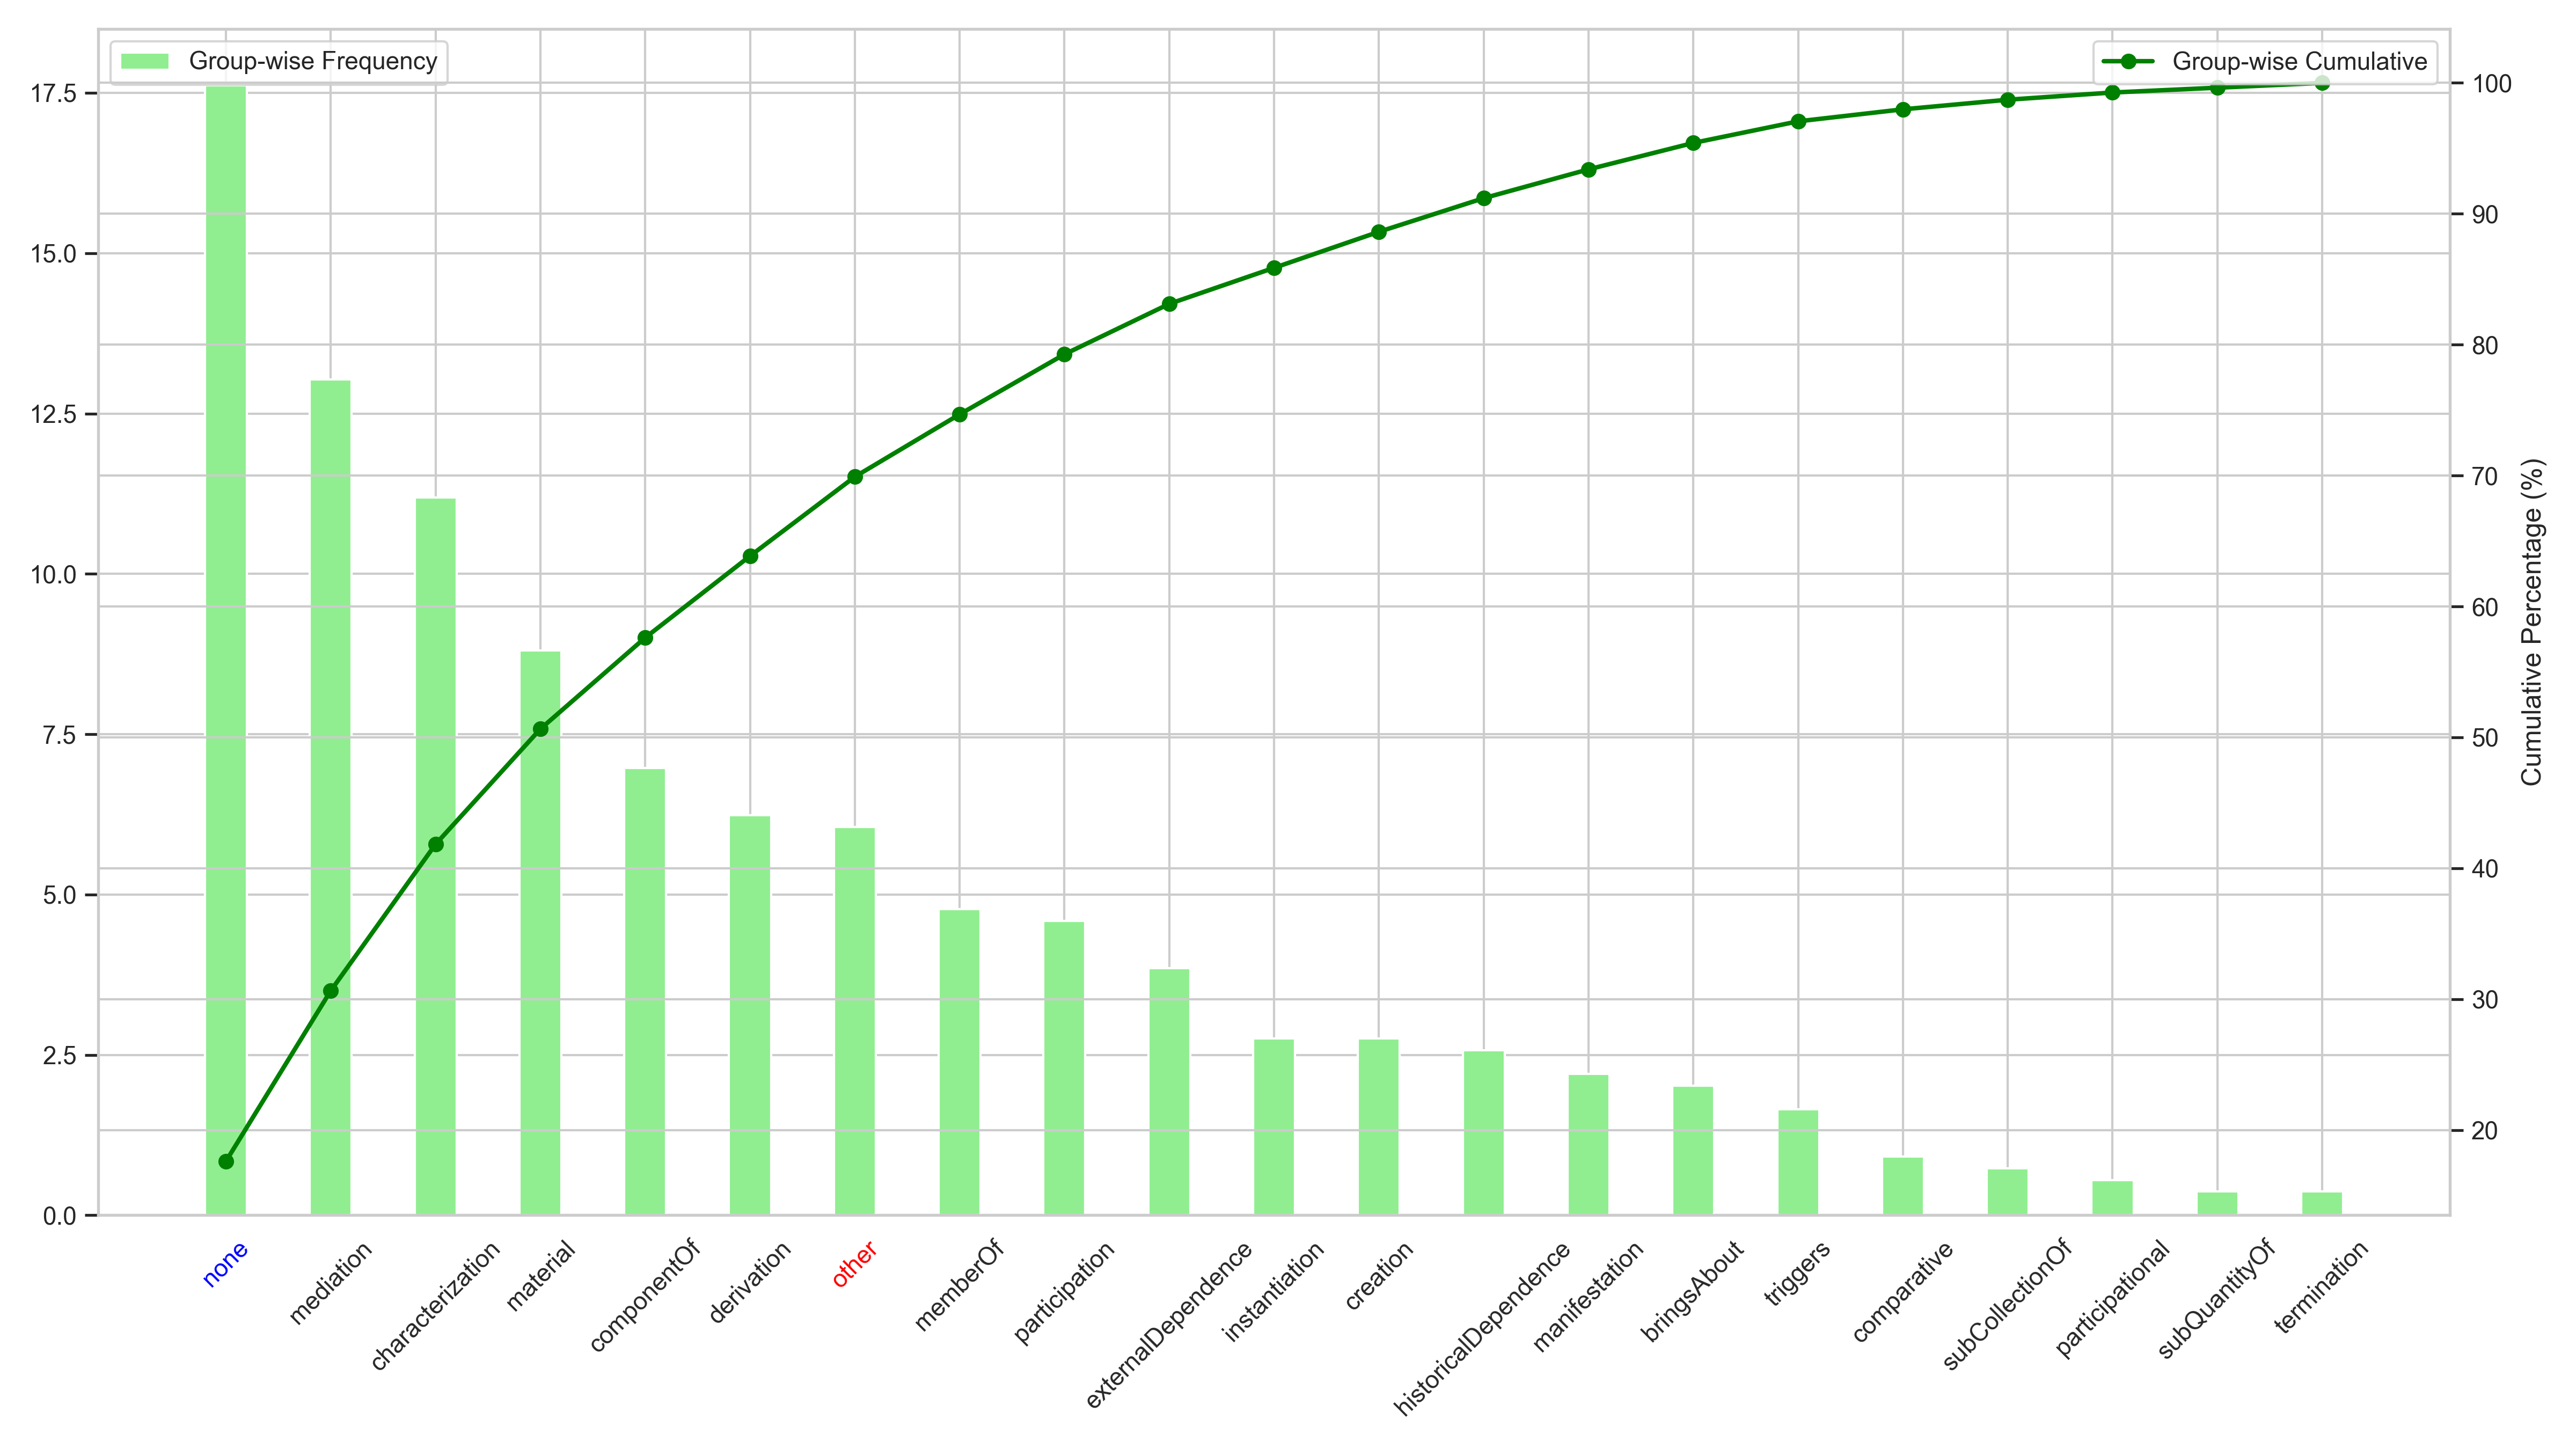 Group-wise Frequency
Group-wise Cumulative
17.5
15.0
12.5
10.0
7.5
5.0
2.5
0.0
100
90
80
70
60
50
40
30
20
Cumulative Percentage (%)
none
mediation
characterization
material
componentOf
derivation
other
memberOf
participation
externalDependence
instantiation
creation
historicalDependence
manifestation
bringsAbout
triggers
comparative
subCollectionOf
participational
subQuantityOf
termination